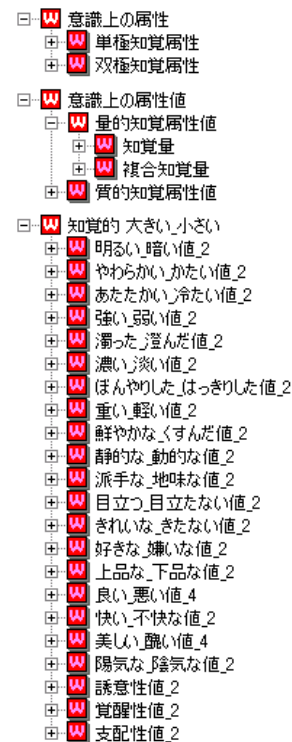 意識上の属性
単極知覚属性
双極知覚属性
意識上の属性値
量的知覚属性値
知覚量
複合知覚量
質的知覚属性値
知覚的 大きい_小さい
明るい_暗い値_2
やわらかい_かたい値_2
あたたかい_冷たい値_2
強い_弱い値_2
濁った_澄んだ値_2
濃い_淡い値_2
ぼんやりした_はっきりした値_2
重い_軽い値_2
鮮やかな_くすんだ値_2
静的な_動的な値_2
派手な_地味な値_2
目立つ_目立たない値_2
きれいな_きたない値_2
好きな_嫌いな値_2
上品な_下品な値_2
良い_悪い値_4
快い_不快な値_2
美しい_醜い値_4
陽気な_陰気な値_2
誘意性値_2
覚醒性値_2
支配性値_2